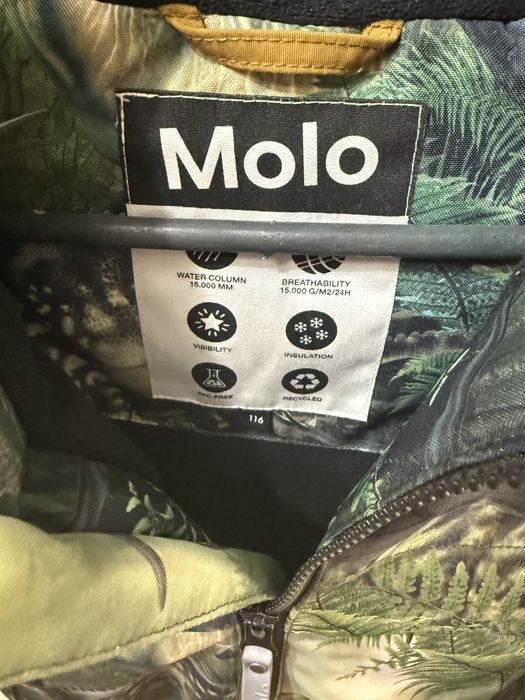 Molo
WATER COLUMN
15.000 MM
BREATHABILITY
15.000 G/M2/24H
VISIBILITY
INSULATION
PFC-FREE
RECYCLED
116